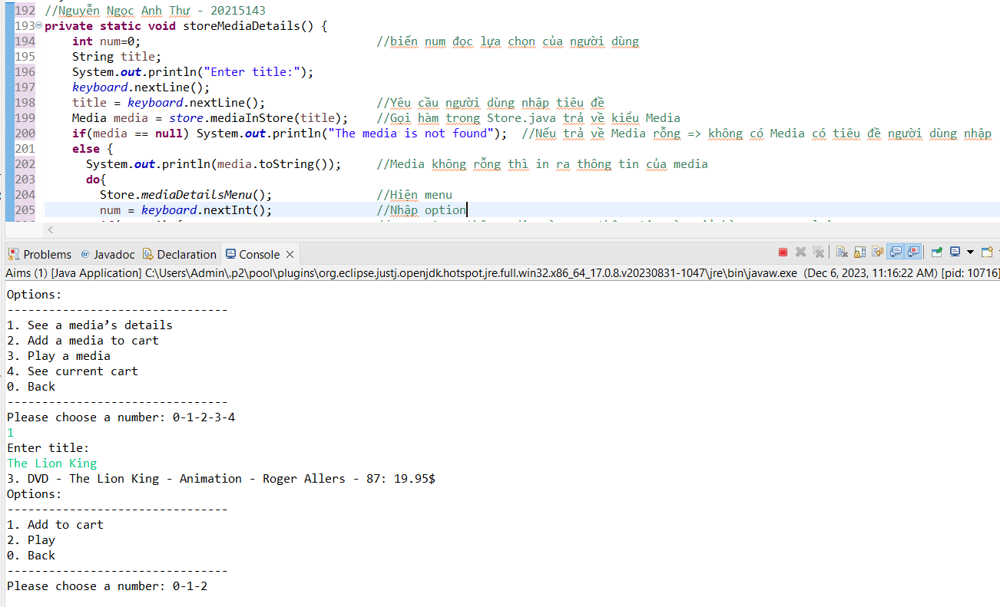 192 //Nguyễn Ngọc Anh Thư - 20215143
193 private static void storeMediaDetails() {
194 int num=0; //biến num đọc lựa chọn của người dùng
195 String title;
196 System.out.println("Enter title:");
197 keyboard.nextLine();
198 title = keyboard.nextLine(); //Yêu cầu người dùng nhập tiêu đề
199 Media media = store.mediaInStore(title); //Gọi hàm trong Store.java trả về kiểu Media
200 if(media == null) System.out.println("The media is not found"); //Nếu trả về Media rỗng => không có Media có tiêu đề người dùng nhập
201 else {
202 System.out.println(media.toString()); //Media không rỗng thì in ra thông tin của media
203 do{
204 Store.mediaDetailsMenu(); //Hiện menu
205 num = keyboard.nextInt(); //Nhập option
Problems @ Javadoc Declaration Console
Aims (1) [Java Application] C:\Users\Admin\.p2\pool\plugins\org.eclipse.justj.openjdk.hotspot.jre.full.win32.x86_64_17.0.8.v20230831-1047\jre\bin\javaw.exe (Dec 6, 2023, 11:16:22 AM) [pid: 10716]
Options:
--------------------------------
1. See a media’s details
2. Add a media to cart
3. Play a media
4. See current cart
0. Back
--------------------------------
Please choose a number: 0-1-2-3-4
1
Enter title:
The Lion King
3. DVD - The Lion King - Animation - Roger Allers - 87: 19.95$
Options:
--------------------------------
1. Add to cart
2. Play
0. Back
--------------------------------
Please choose a number: 0-1-2